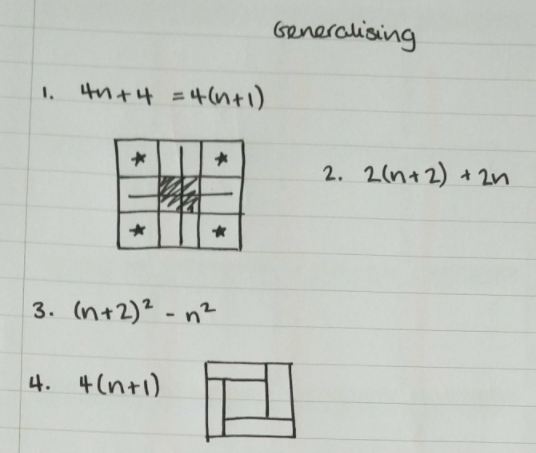 Generalising
1. 4n+4 = 4(n+1)
2. 2(n+2) + 2n
3. (n+2)² - n²
4. 4(n+1)